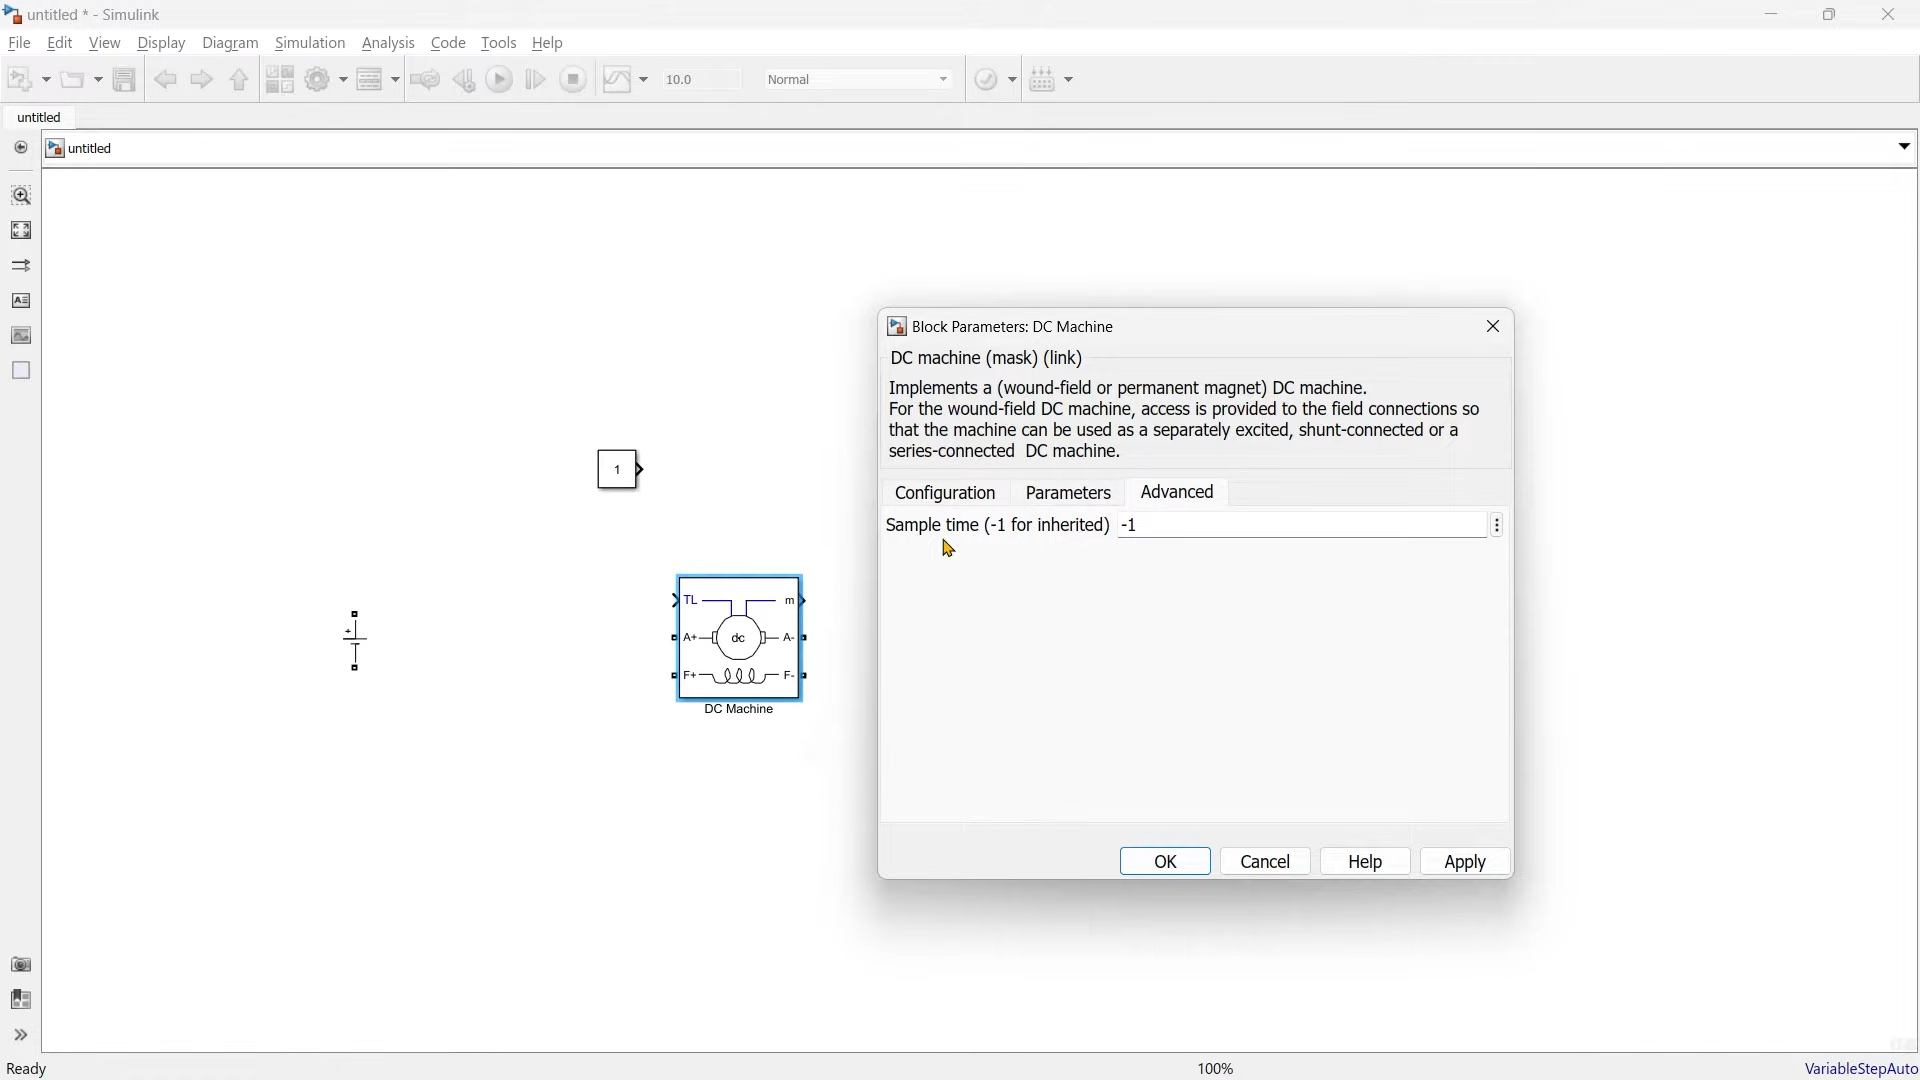 untitled * - Simulink
File Edit View Display Diagram Simulation Analysis Code Tools Help
10.0 Normal
untitled
untitled
Block Parameters: DC Machine
DC machine (mask) (link)
Implements a (wound-field or permanent magnet) DC machine.
For the wound-field DC machine, access is provided to the field connections so
that the machine can be used as a separately excited, shunt-connected or a
series-connected DC machine.
Configuration Parameters Advanced
Sample time (-1 for inherited) -1
1
TL m
A+ dc A-
F+ F-
DC Machine
+
OK Cancel Help Apply
Ready 100% VariableStepAuto